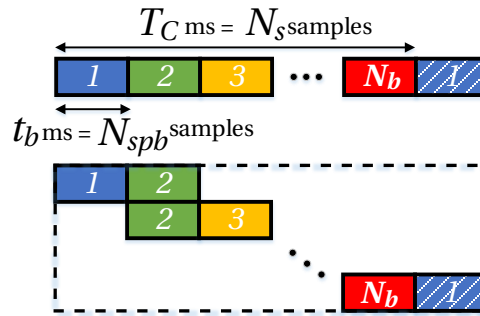 T_C ms = N_s samples
1 2 3 ... N_b 1
t_b ms = N_spb samples
1 2
2 3
...
N_b 1